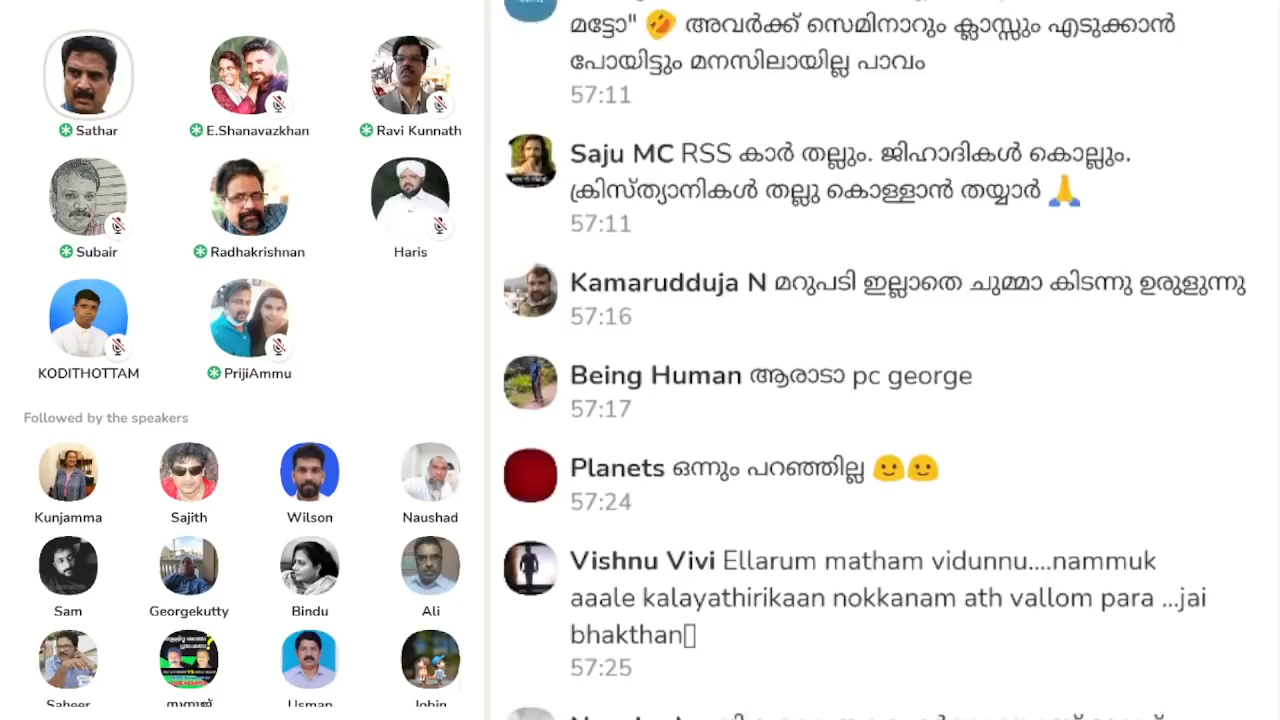 Sathar
E.Shanavazkhan
Ravi Kunnath
Subair
Radhakrishnan
Haris
KODITHOTTAM
PrijiAmmu
Followed by the speakers
Kunjamma
Sajith
Wilson
Naushad
Sam
Georgekutty
Bindu
Ali
Saheer
Usman
Jobin
മട്ടോ" 🤣 അവർക്ക് സെമിനാറും ക്ലാസ്സും എടുക്കാൻ
പോയിട്ടും മനസിലായില്ല പാവം
57:11
Saju MC RSS കാർ തല്ലും. ജിഹാദികൾ കൊല്ലും.
ക്രിസ്ത്യാനികൾ തല്ലു കൊള്ളാൻ തയ്യാർ 🙏
57:11
Kamarudduja N മറുപടി ഇല്ലാതെ ചുമ്മാ കിടന്നു ഉരുളുന്നു
57:16
Being Human ആരാടാ pc george
57:17
Planets ഒന്നും പറഞ്ഞില്ല 🙂🙂
57:24
Vishnu Vivi Ellarum matham vidunnu....nammuk
aaale kalayathirikaan nokkanam ath vallom para ...jai
bhakthan
57:25